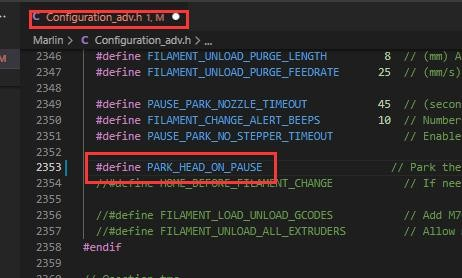 Configuration_adv.h 1, M
Marlin > C Configuration_adv.h > ...
M
2346 #define FILAMENT_UNLOAD_PURGE_LENGTH 8 // (mm) A
2347 #define FILAMENT_UNLOAD_PURGE_FEEDRATE 25 // (mm/s)
2348
2349 #define PAUSE_PARK_NOZZLE_TIMEOUT 45 // (secon
2350 #define FILAMENT_CHANGE_ALERT_BEEPS 10 // Number
2351 #define PAUSE_PARK_NO_STEPPER_TIMEOUT // Enable
2352
2353 #define PARK_HEAD_ON_PAUSE // Park the
2354 //#define HOME_BEFORE_FILAMENT_CHANGE // If nee
2355
2356 //#define FILAMENT_LOAD_UNLOAD_GCODES // Add M7
2357 //#define FILAMENT_UNLOAD_ALL_EXTRUDERS // Allow
2358 #endif
2359